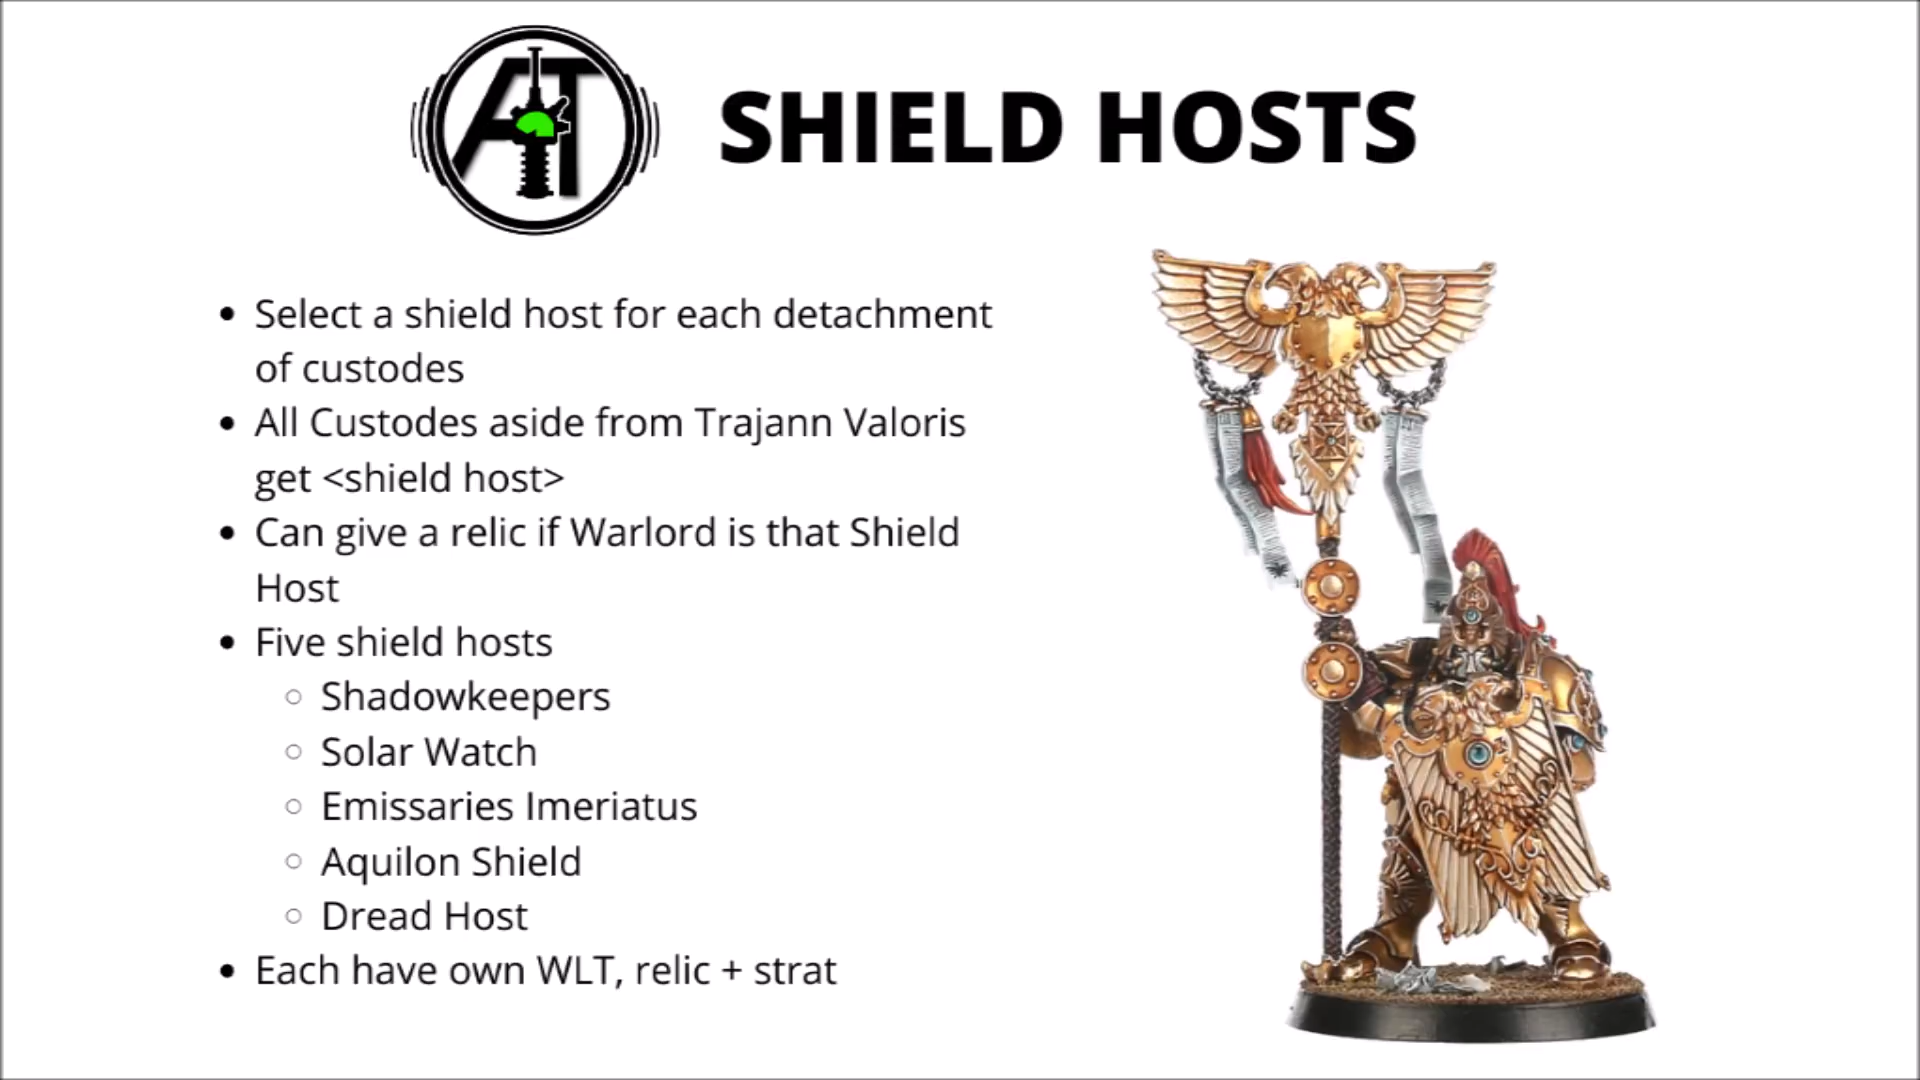 AT
SHIELD HOSTS
Select a shield host for each detachment
of custodes
All Custodes aside from Trajann Valoris
get <shield host>
Can give a relic if Warlord is that Shield
Host
Five shield hosts
Shadowkeepers
Solar Watch
Emissaries Imeriatus
Aquilon Shield
Dread Host
Each have own WLT, relic + strat